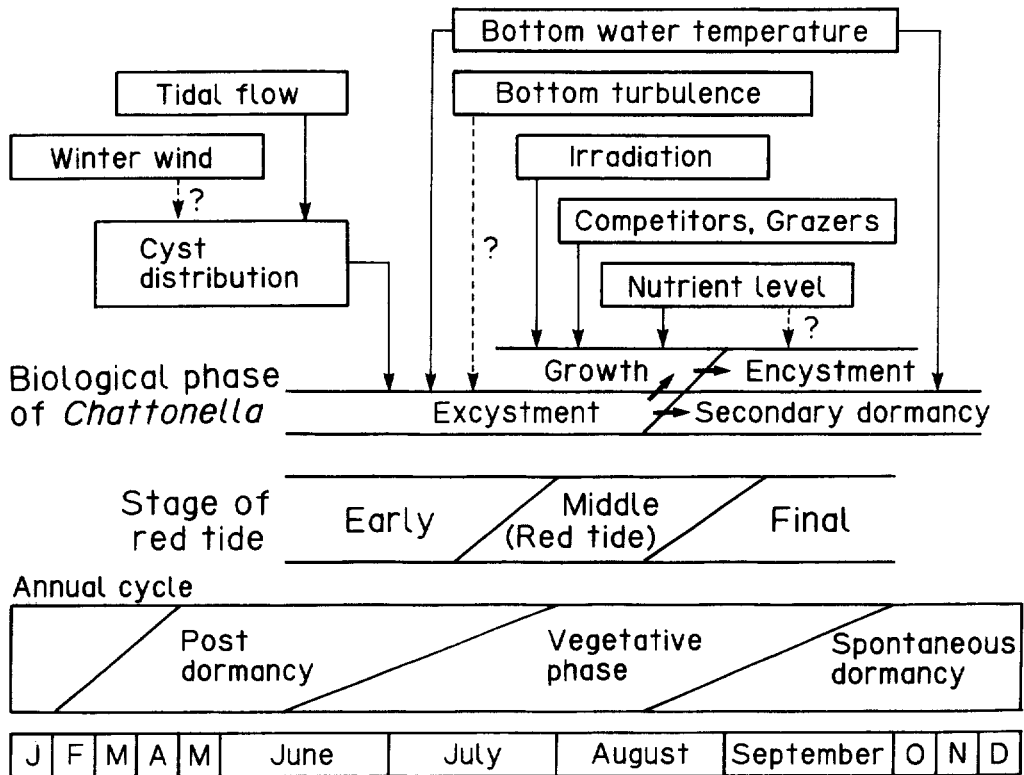 Bottom water temperature
Tidal flow
Bottom turbulence
Winter wind
Irradiation
?
Competitors, Grazers
Cyst
distribution
?
Nutrient level
?
Biological phase
of Chattonella
Growth
Encystment
Excystment
Secondary dormancy
Stage of
red tide
Early
Middle
(Red tide)
Final
Annual cycle
Post
dormancy
Vegetative
phase
Spontaneous
dormancy
J F M A M June July August September O N D